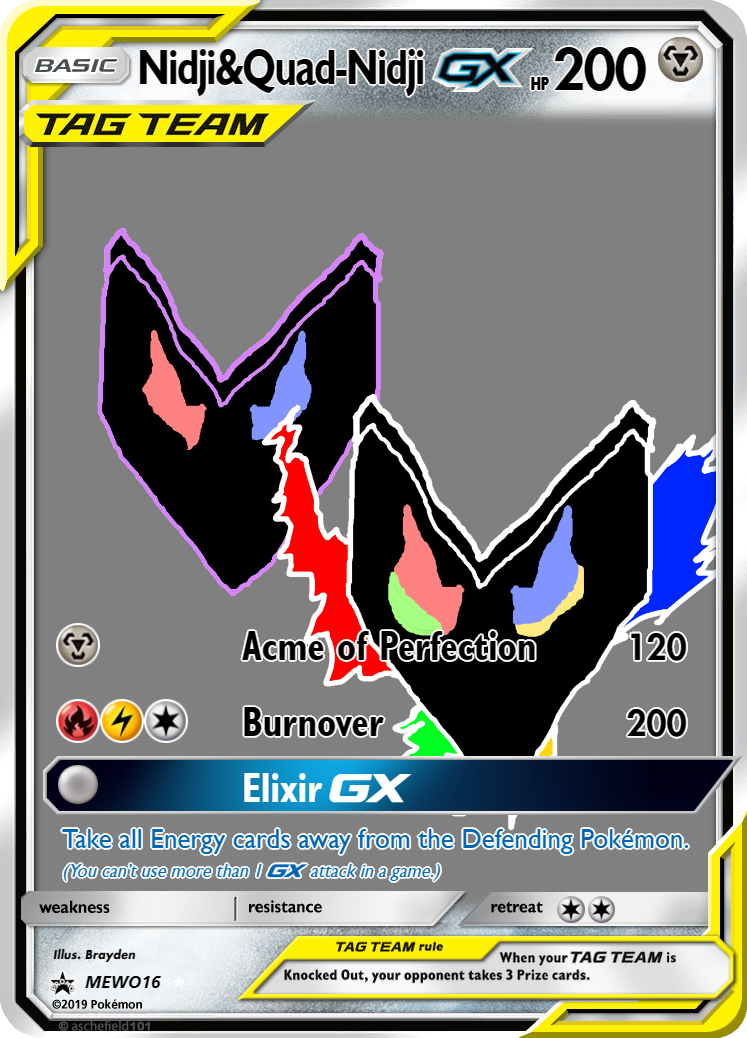 BASIC Nidji&Quad-Nidji GX HP 200
TAG TEAM
Acme of Perfection 120
Burnover 200
Elixir GX
Take all Energy cards away from the Defending Pokémon.
(You can't use more than 1 GX attack in a game.)
weakness resistance retreat
Illus. Brayden
TAG TEAM rule When your TAG TEAM is
Knocked Out, your opponent takes 3 Prize cards.
PROMO MEWO16
©2019 Pokémon
© aschefield101